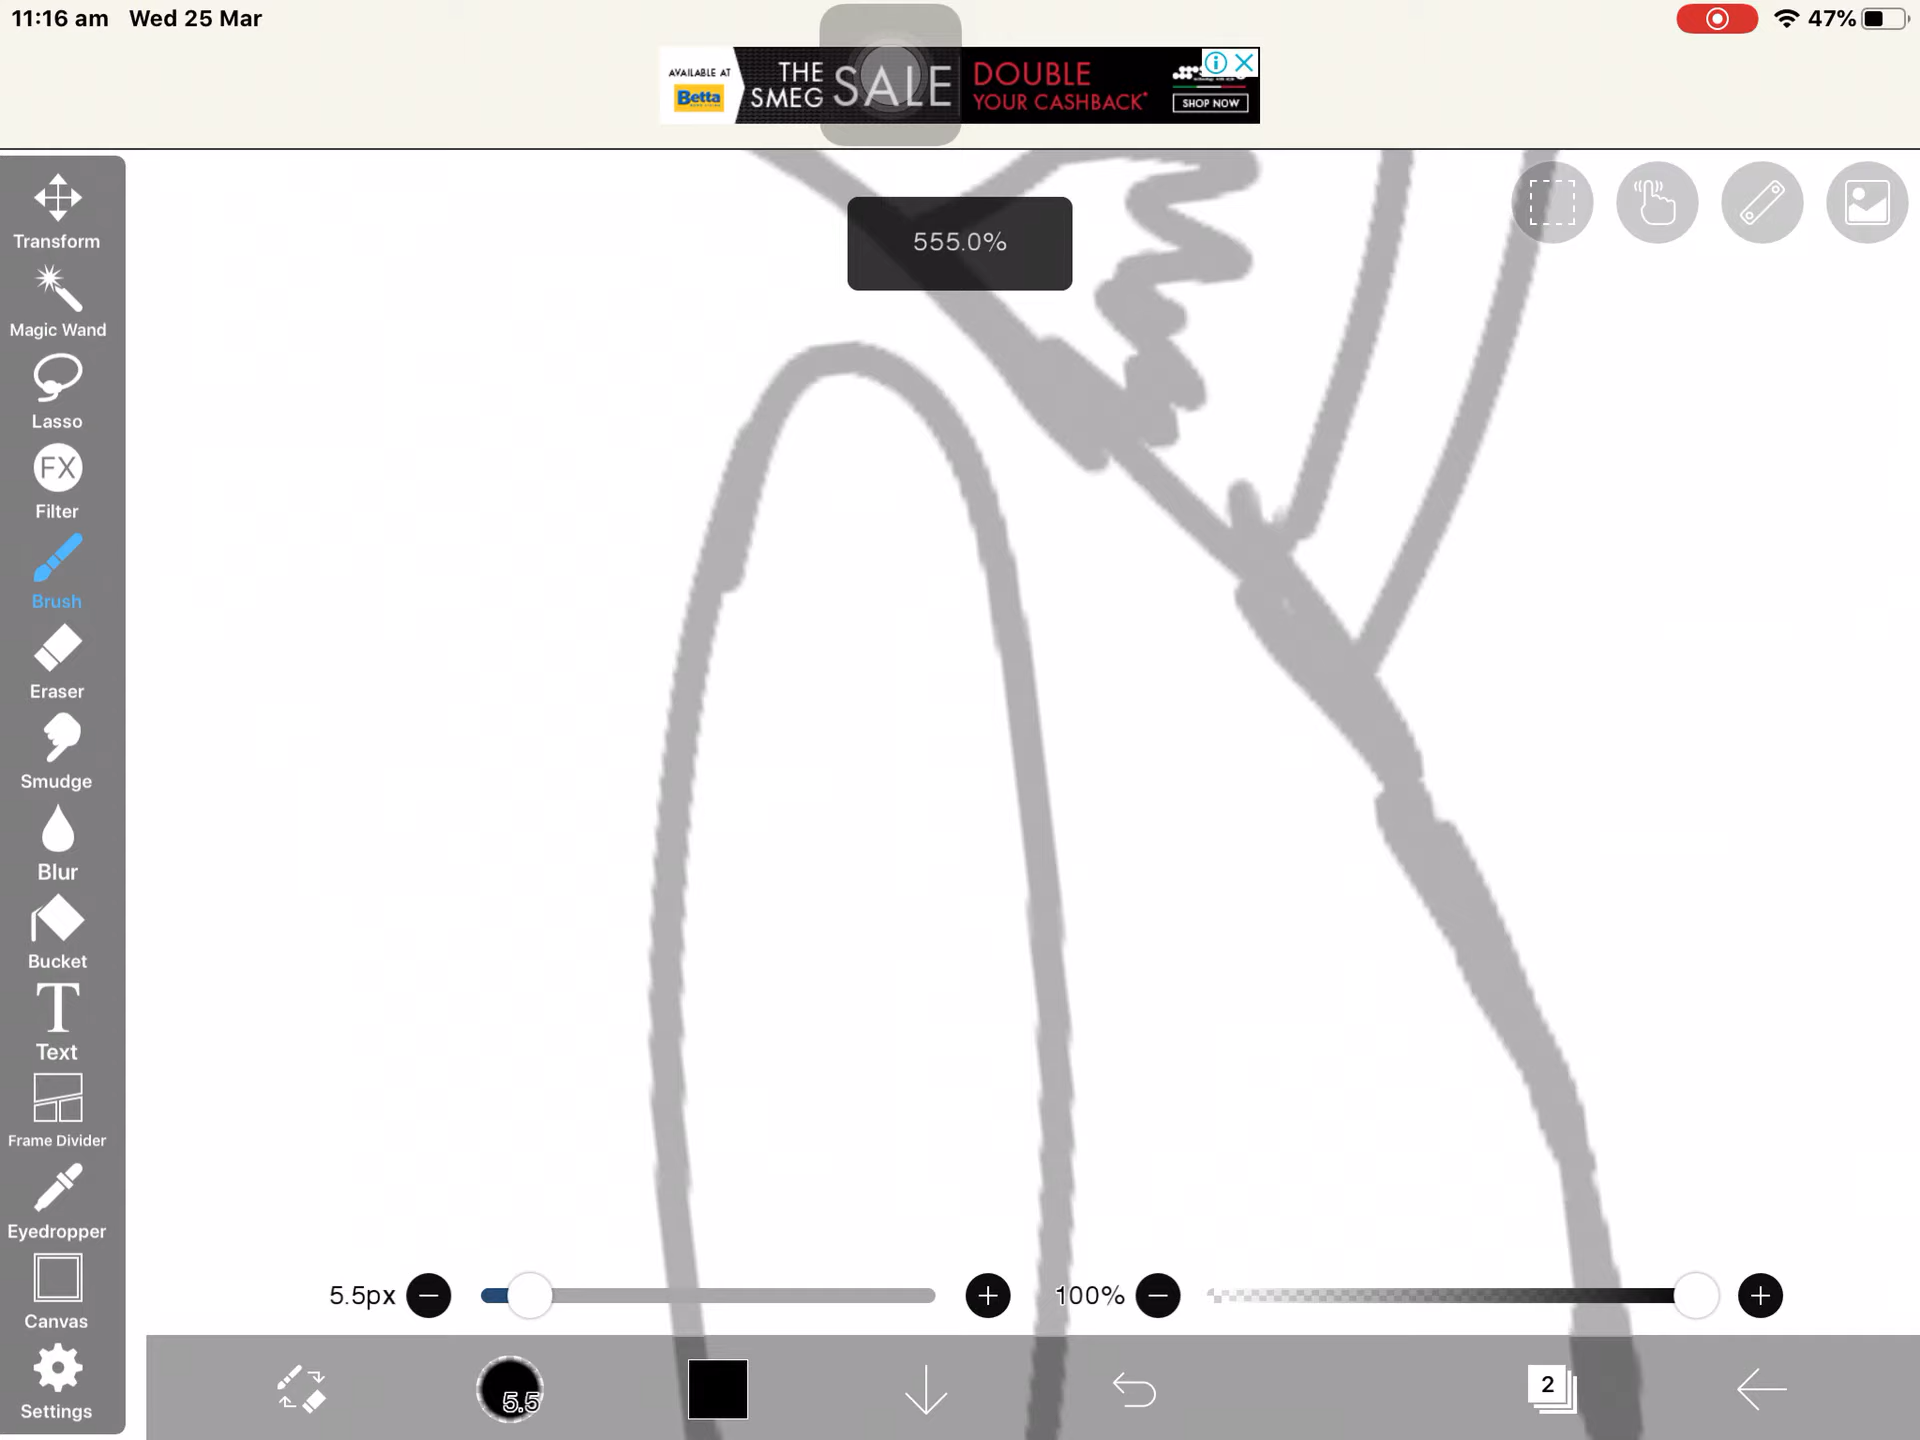 11:16 am Wed 25 Mar
47%
AVAILABLE AT
Betta
THE
SMEG
SALE
DOUBLE
YOUR CASHBACK*
SHOP NOW
555.0%
Transform
Magic Wand
Lasso
FX
Filter
Brush
Eraser
Smudge
Blur
Bucket
T
Text
Frame Divider
Eyedropper
Canvas
Settings
5.5px
100%
5.5
2